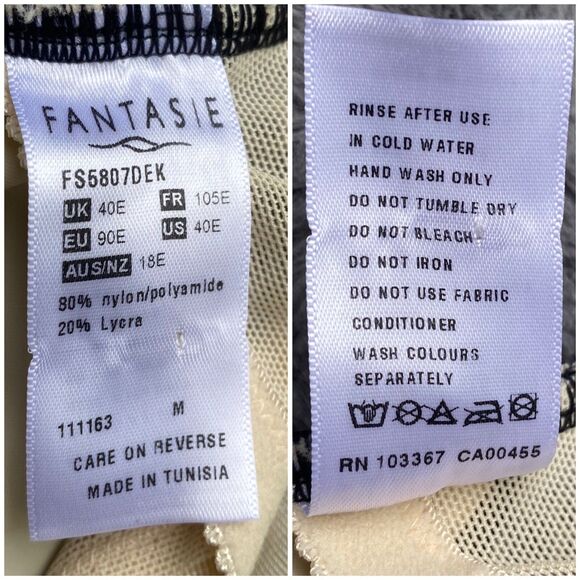 FANTASIE
FS5807DEK
UK 40E FR 105E
EU 90E US 40E
AUS/NZ 18E
80% nylon/polyamide
20% Lycra
111163 M
CARE ON REVERSE
MADE IN TUNISIA
RINSE AFTER USE
IN COLD WATER
HAND WASH ONLY
DO NOT TUMBLE DRY
DO NOT BLEACH
DO NOT IRON
DO NOT USE FABRIC
CONDITIONER
WASH COLOURS
SEPARATELY
RN 103367 CA00455